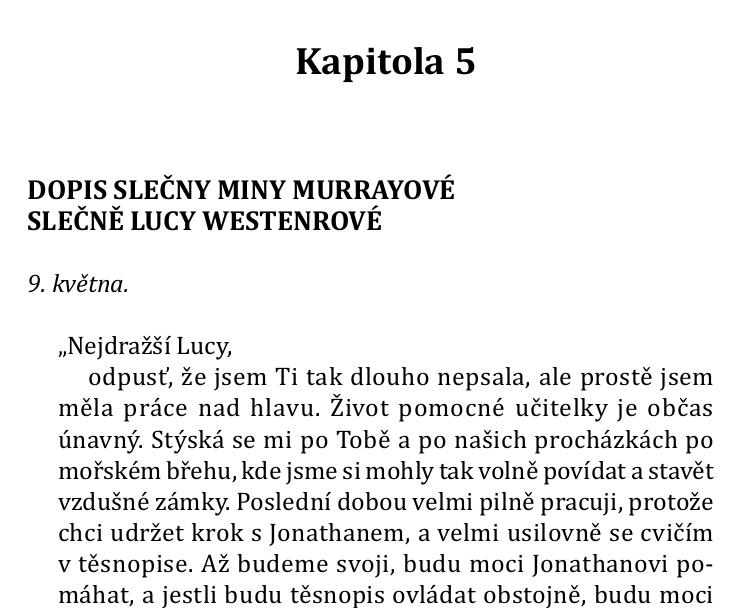 Kapitola 5
DOPIS SLEČNY MINY MURRAYOVÉ
SLEČNĚ LUCY WESTENROVÉ
9. května.
„Nejdražší Lucy,
odpusť, že jsem Ti tak dlouho nepsala, ale prostě jsem
měla práce nad hlavu. Život pomocné učitelky je občas
únavný. Stýská se mi po Tobě a po našich procházkách po
mořském břehu, kde jsme si mohly tak volně povídat a stavět
vzdušné zámky. Poslední dobou velmi pilně pracuji, protože
chci udržet krok s Jonathanem, a velmi usilovně se cvičím
v těsnopise. Až budeme svoji, budu moci Jonathanovi po-
máhat, a jestli budu těsnopis ovládat obstojně, budu moci